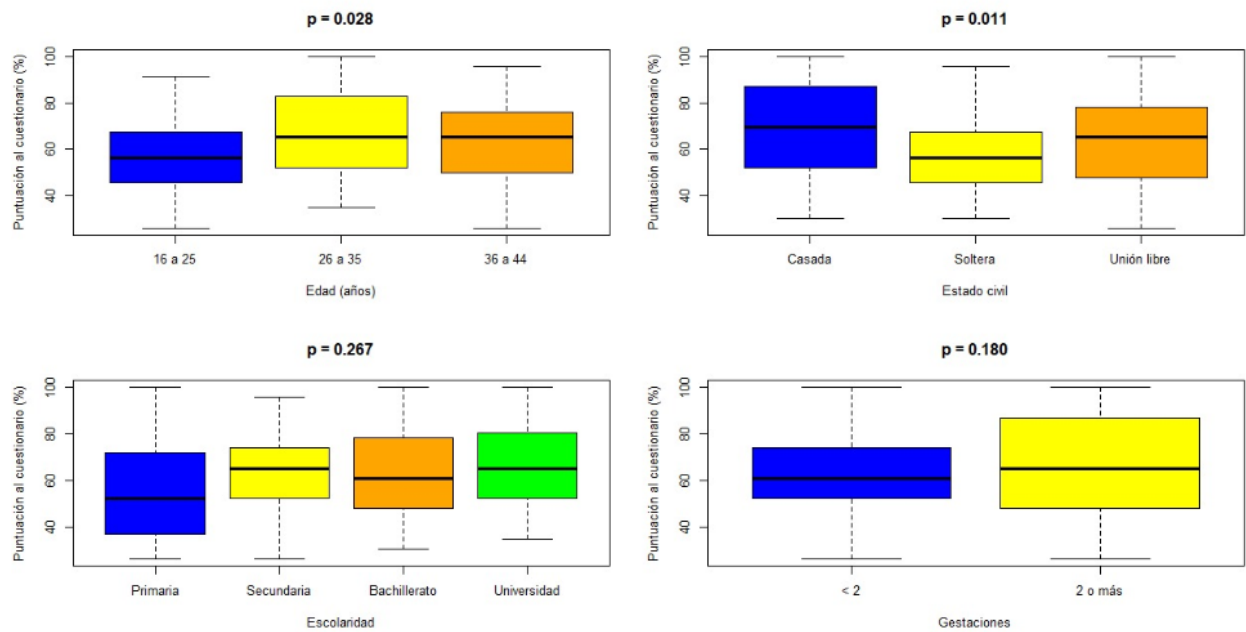 p = 0.028
Puntuación al cuestionario (%)
100
80
60
40
16 a 25
26 a 35
36 a 44
Edad (años)
p = 0.011
Puntuación al cuestionario (%)
100
80
60
40
Casada
Soltera
Unión libre
Estado civil
p = 0.267
Puntuación al cuestionario (%)
100
80
60
40
Primaria
Secundaria
Bachillerato
Universidad
Escolaridad
p = 0.180
Puntuación al cuestionario (%)
100
80
60
40
< 2
2 o más
Gestaciones